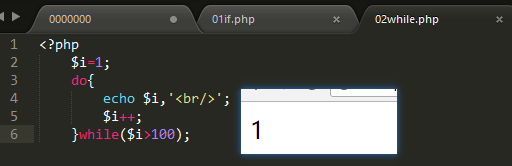 0000000 01if.php 02while.php
1 <?php
2 $i=1;
3 do{
4 echo $i,'<br/>';
5 $i++;
6 }while($i>100);
1